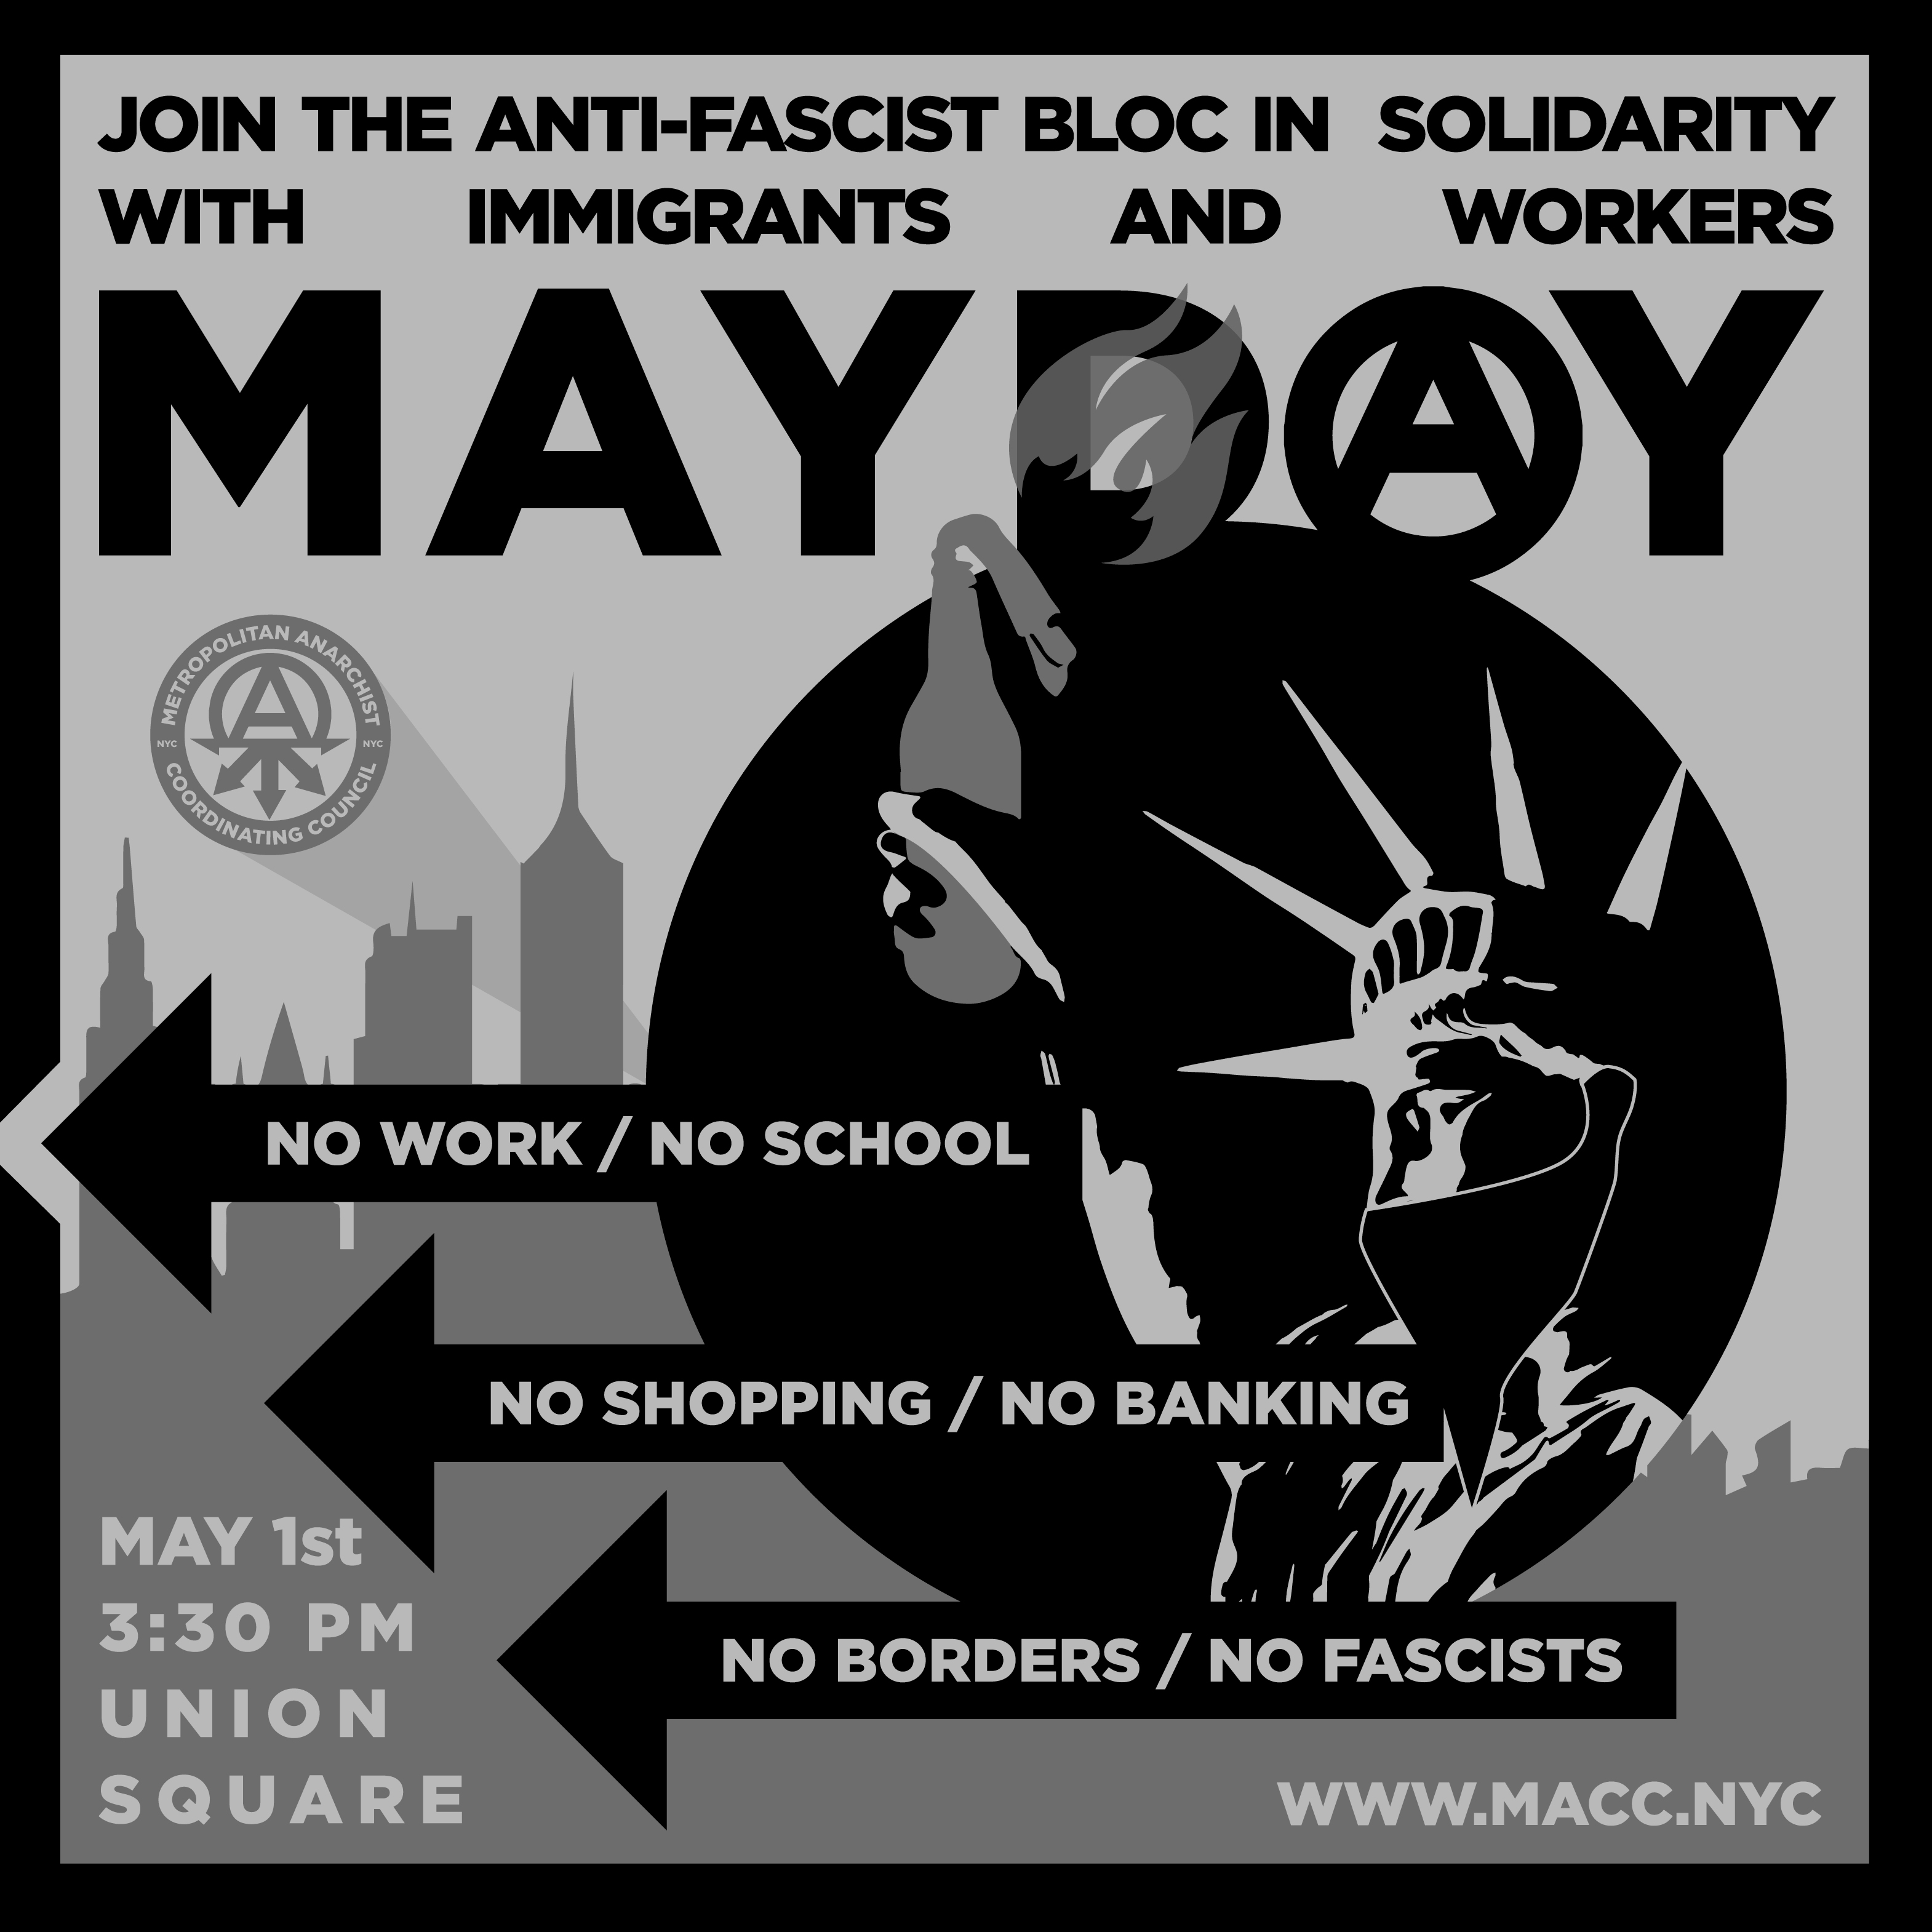 JOIN THE ANTI-FASCIST BLOC IN SOLIDARITY
WITH IMMIGRANTS AND WORKERS
MAYDAY
METROPOLITAN ANARCHIST
NYC NYC
COORDINATING COUNCIL
NO WORK / NO SCHOOL
NO SHOPPING / NO BANKING
NO BORDERS / NO FASCISTS
MAY 1st
3:30 PM
UNION
SQUARE
WWW.MACC.NYC